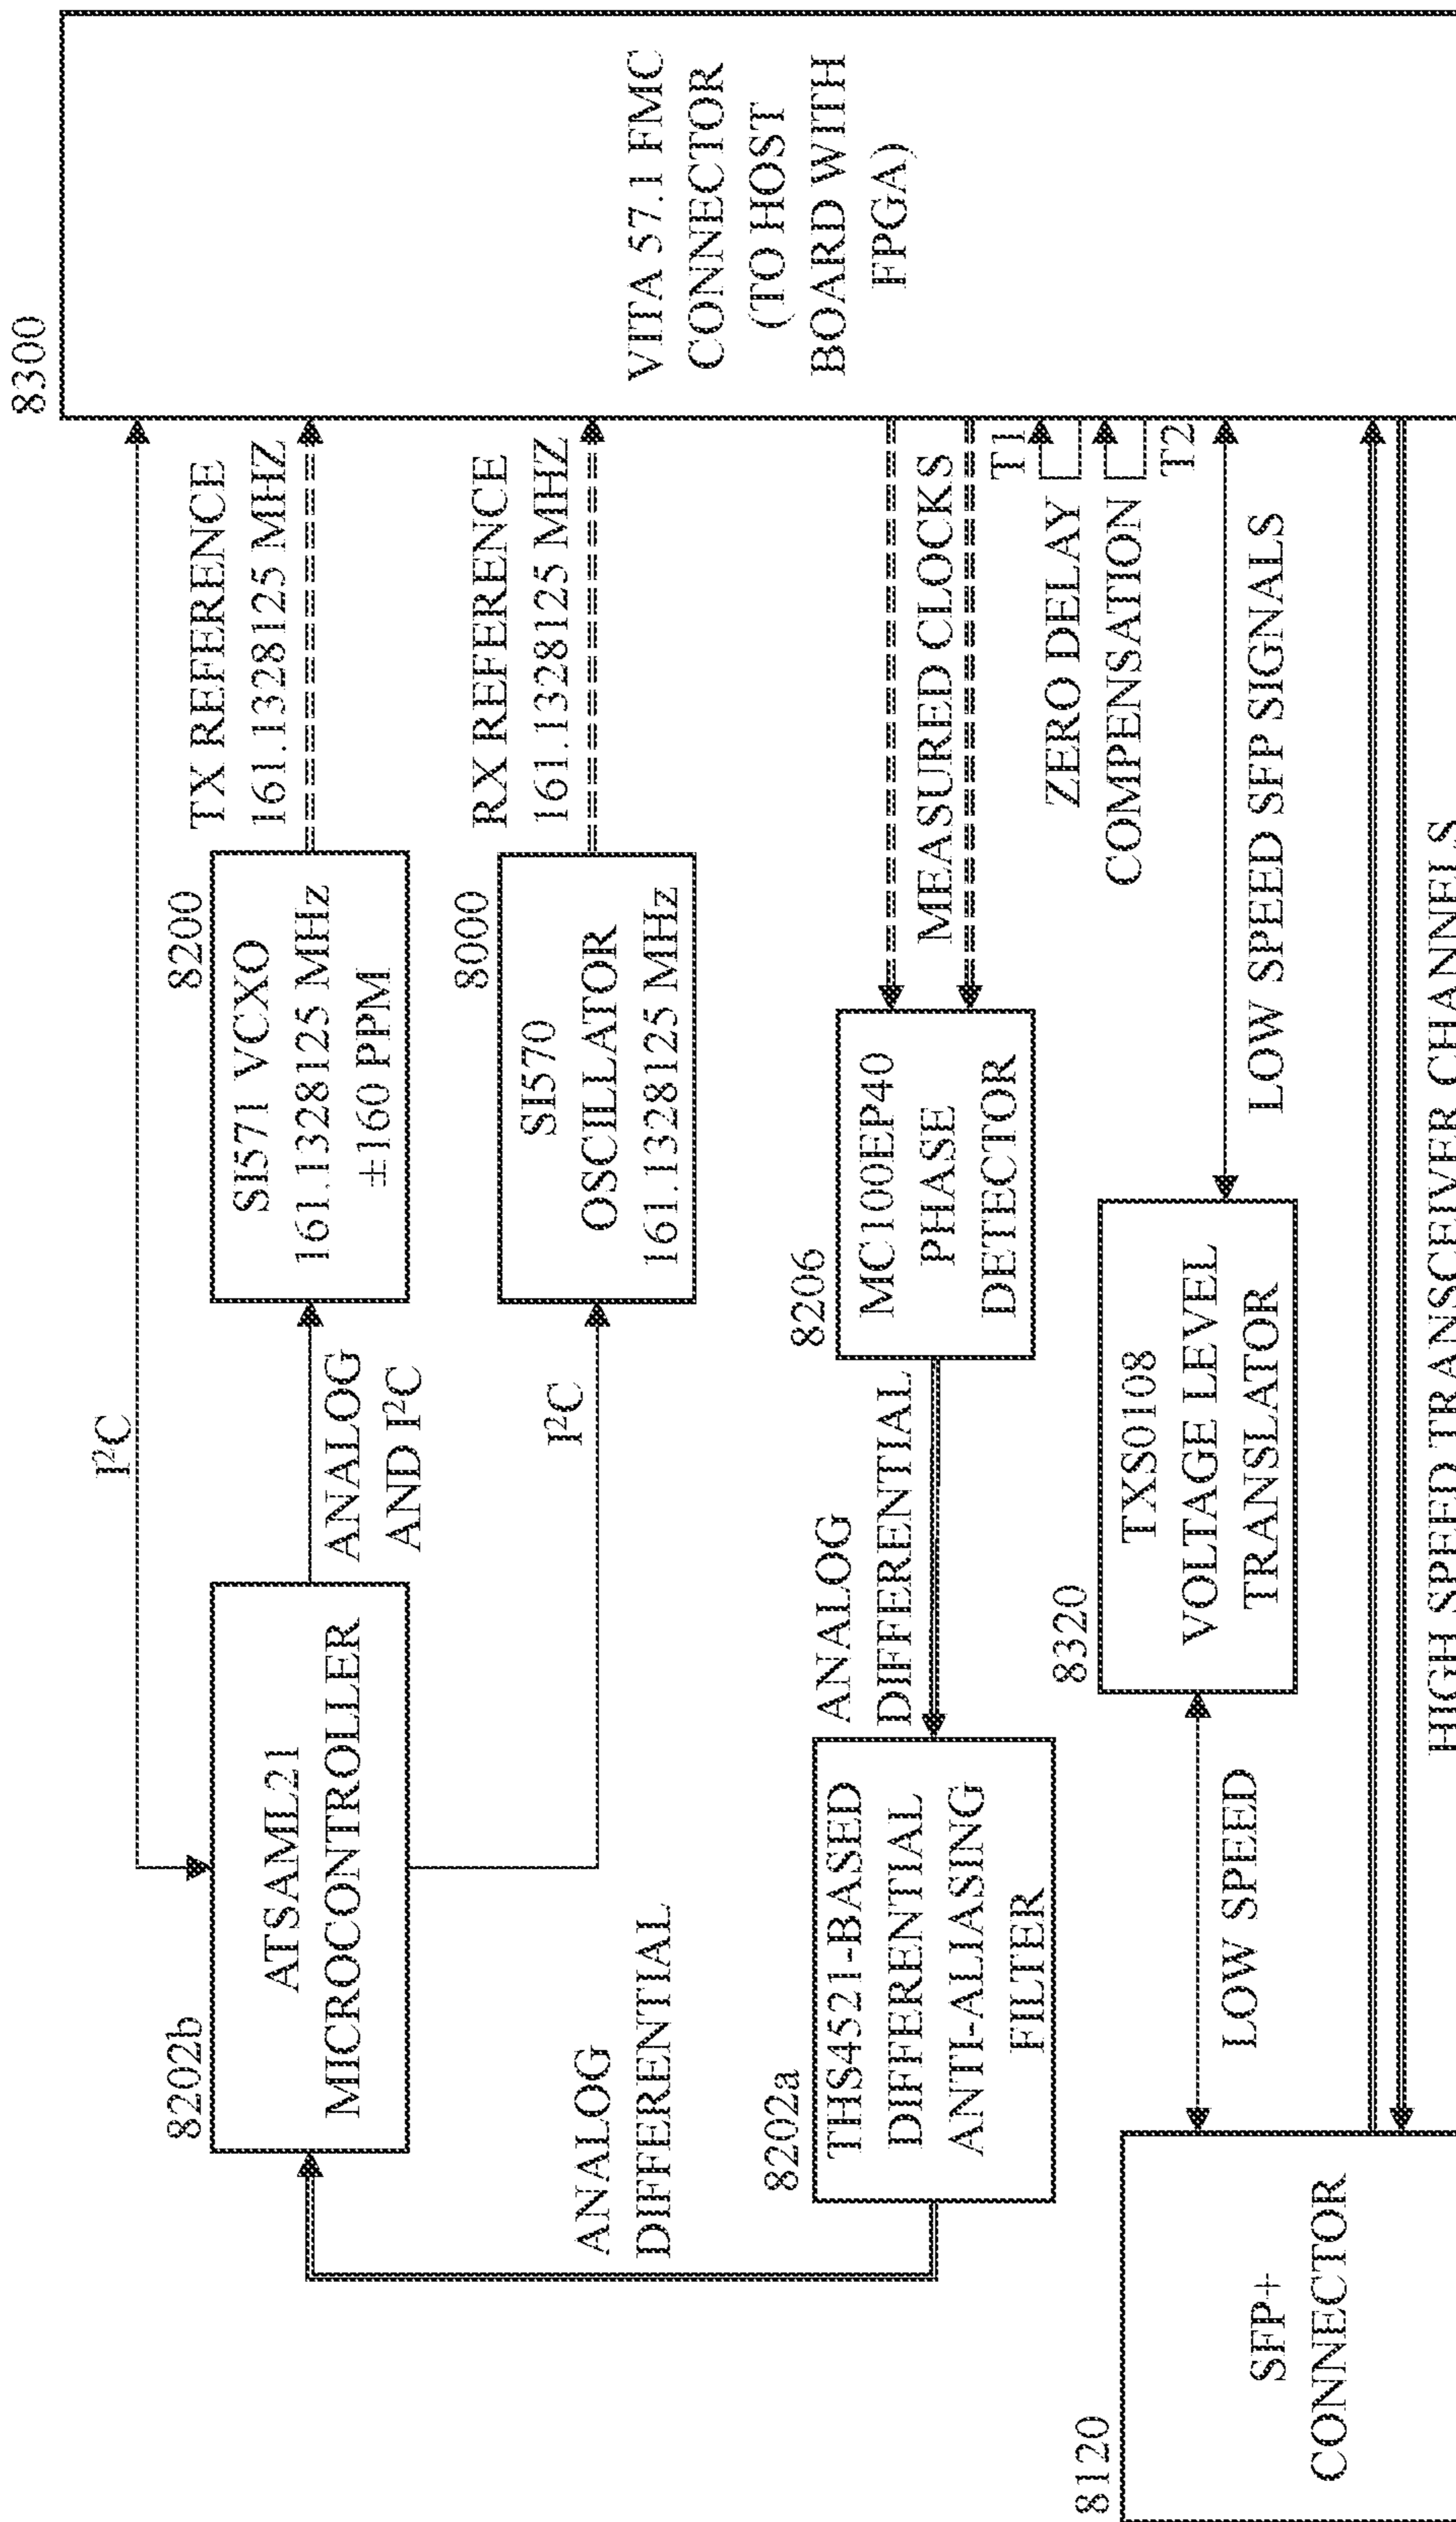 8300
VITA 57.1 FMC
CONNECTOR
(TO HOST
BOARD WITH
FPGA)
I²C
TX REFERENCE
161.1328125 MHZ
RX REFERENCE
161.1328125 MHZ
8200
SI571 VCXO
161.1328125 MHz
±160 PPM
8000
SI570
OSCILLATOR
161.1328125 MHz
ANALOG
AND I²C
I²C
8202b
ATSAML21
MICROCONTROLLER
ANALOG
DIFFERENTIAL
MEASURED CLOCKS
8206
MC100EP40
PHASE
DETECTOR
ANALOG
DIFFERENTIAL
8202a
THS4521-BASED
DIFFERENTIAL
ANTI-ALIASING
FILTER
T1
ZERO DELAY
COMPENSATION
T2
LOW SPEED SFP SIGNALS
8320
TXS0108
VOLTAGE LEVEL
TRANSLATOR
LOW SPEED
8120
SFP+
CONNECTOR
HIGH SPEED TRANSCEIVER CHANNELS